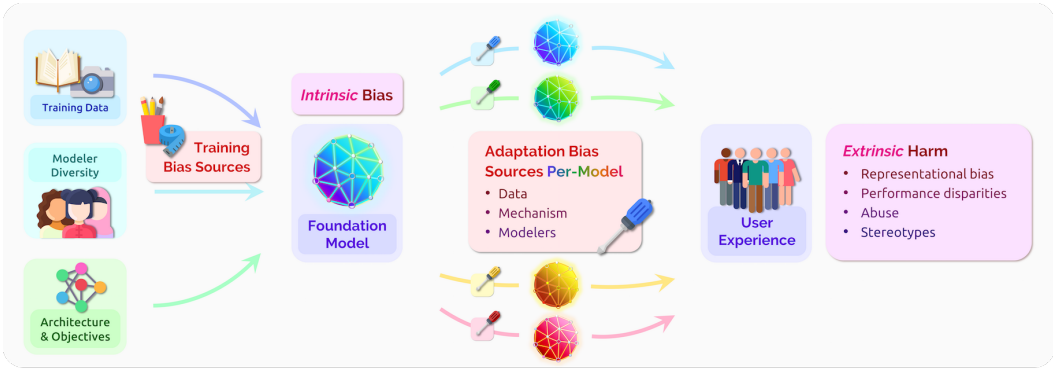 Training Data
Modeler
Diversity
Architecture
& Objectives
Training
Bias Sources
Intrinsic Bias
Foundation
Model
Adaptation Bias
Sources Per-Model
• Data
• Mechanism
• Modelers
User
Experience
Extrinsic Harm
• Representational bias
• Performance disparities
• Abuse
• Stereotypes